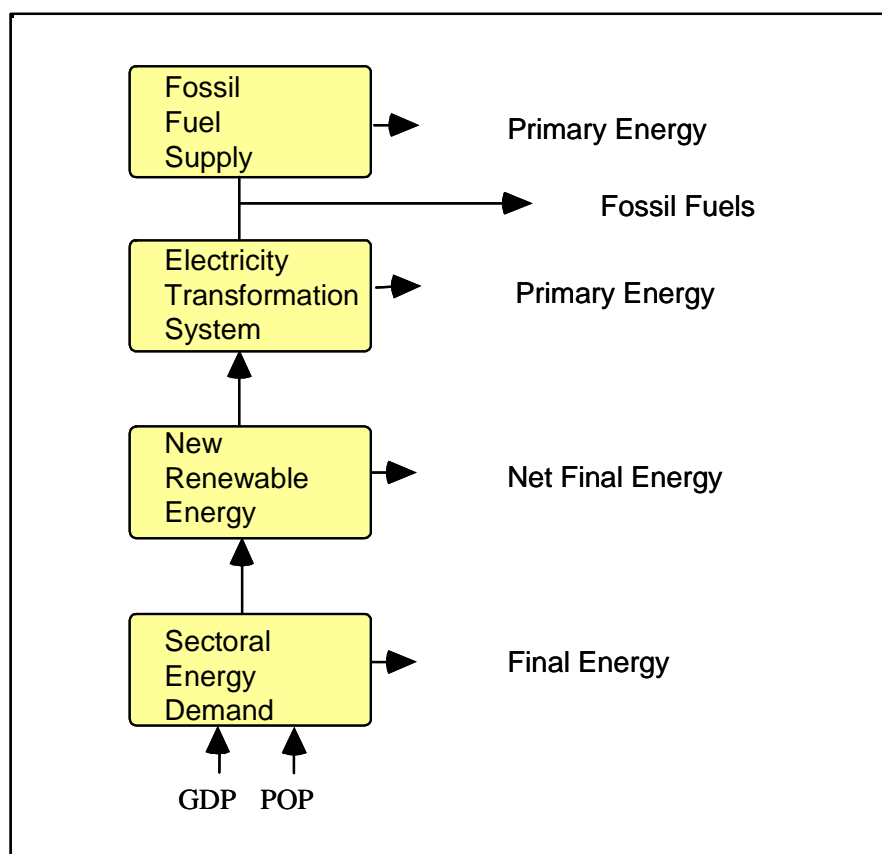 Fossil
Fuel
Supply
Primary Energy
Fossil Fuels
Electricity
Transformation
System
Primary Energy
New
Renewable
Energy
Net Final Energy
Sectoral
Energy
Demand
Final Energy
GDP POP